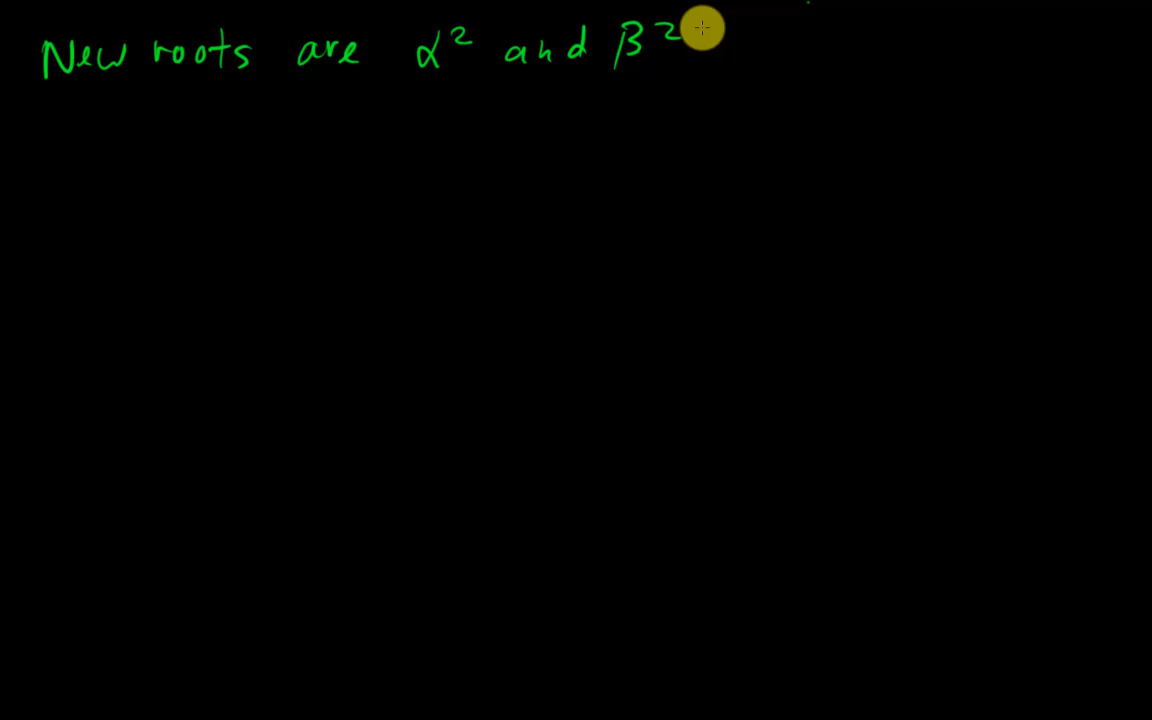 New roots are α² and β²